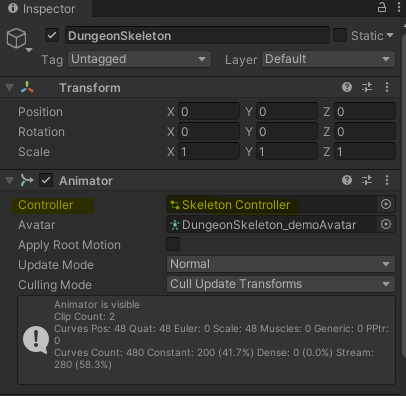 Inspector
DungeonSkeleton Static
Tag Untagged Layer Default
Transform
Position X 0 Y 0 Z 0
Rotation X 0 Y 0 Z 0
Scale X 1 Y 1 Z 1
Animator
Controller Skeleton Controller
Avatar DungeonSkeleton_demoAvatar
Apply Root Motion
Update Mode Normal
Culling Mode Cull Update Transforms
Animator is visible
Clip Count: 2
Curves Pos: 48 Quat: 48 Euler: 0 Scale: 48 Muscles: 0 Generic: 0 PPtr:
0
Curves Count: 480 Constant: 200 (41.7%) Dense: 0 (0.0%) Stream:
280 (58.3%)